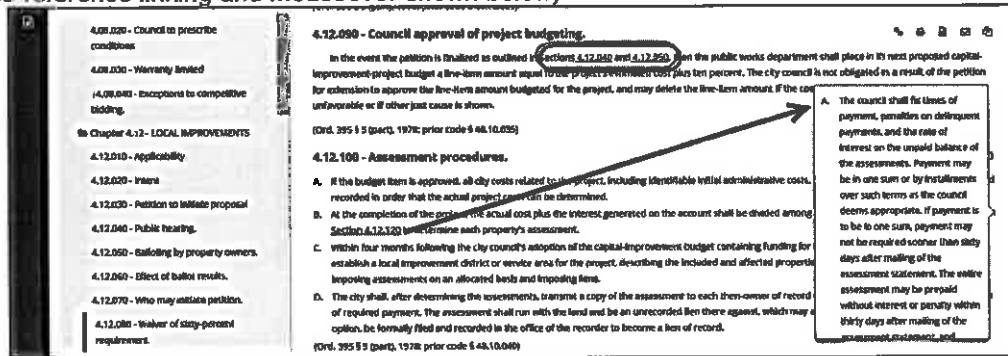 4.08.020 - Council to prescribe
conditions
4.08.030 - Warranty limited
4.08.040 - Exceptions to competitive
bidding.
Chapter 4.12 - LOCAL IMPROVEMENTS
4.12.010 - Applicability
4.12.020 - Intent
4.12.030 - Petition to initiate proposal
4.12.040 - Public hearing.
4.12.050 - Balloting by property owners.
4.12.060 - Effect of ballot results.
4.12.070 - Who may initiate petition.
4.12.080 - Waiver of sixty-percent
requirement.
4.12.090 - Council approval of project budgeting.
In the event the petition is finalized as outlined in Sections 4.12.040 and 4.12.050, then the public works department shall place in its next proposed capital-
improvement-project budget a line-item amount equal to the project's estimated cost plus ten percent. The city council is not obligated as a result of the petition
for extension to approve the line-item amount budgeted for the project, and may delete the line-item amount if the
unfavorable or if other just cause is shown.
(Ord. 395 § 5 (part), 1978: prior code § 48.10.035)
4.12.100 - Assessment procedures.
A. If the budget item is approved, all city costs related to the project, including identifiable initial administrative costs,
recorded in order that the actual project can be determined.
B. At the completion of the project, the actual cost plus the interest generated on the account shall be divided among
Section 4.12.120 to determine each property's assessment.
C. Within four months following the city council's adoption of the capital-improvement budget containing funding for
establish a local improvement district or service area for the project, describing the included and affected
imposing assessments on an allocated basis and imposing liens.
D. The city shall, after determining the assessments, transmit a copy of the assessment to each then-owner of record
of required payment. The assessment shall run with the land and be an unrecorded lien there against, which may
option, be formally filed and recorded in the office of the recorder to become a lien of record.
(Ord. 395 § 5 (part), 1978: prior code § 48.10.040)
A. The council shall fix times of
payment, penalties on delinquent
payments, and the rate of
interest on the unpaid balance of
the assessments. Payment may
be in one sum or by installments
over such terms as the council
deems appropriate. If payment is
to be in one sum, payment may
not be required sooner than sixty
days after mailing of the
assessment statement. The entire
assessment may be prepaid
without interest or penalty within
thirty days after mailing of the
assessment statement, and